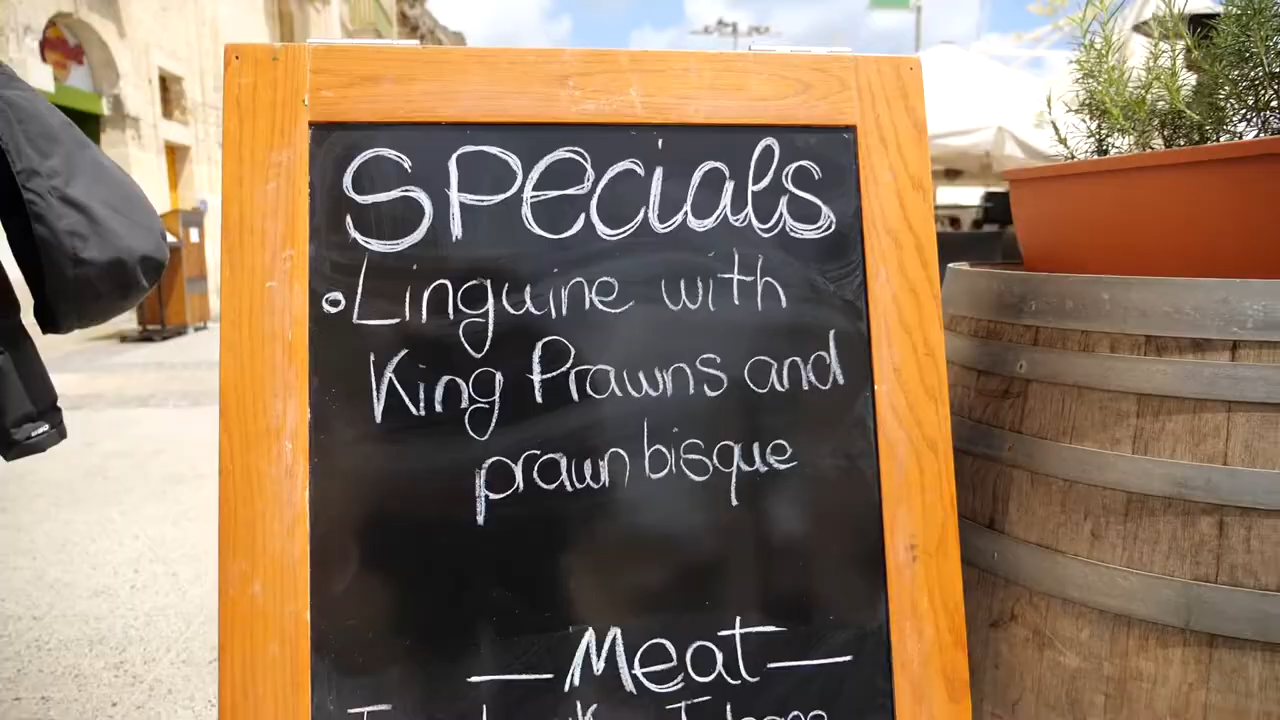 Specials
Linguine with
King Prawns and
prawn bisque
Meat